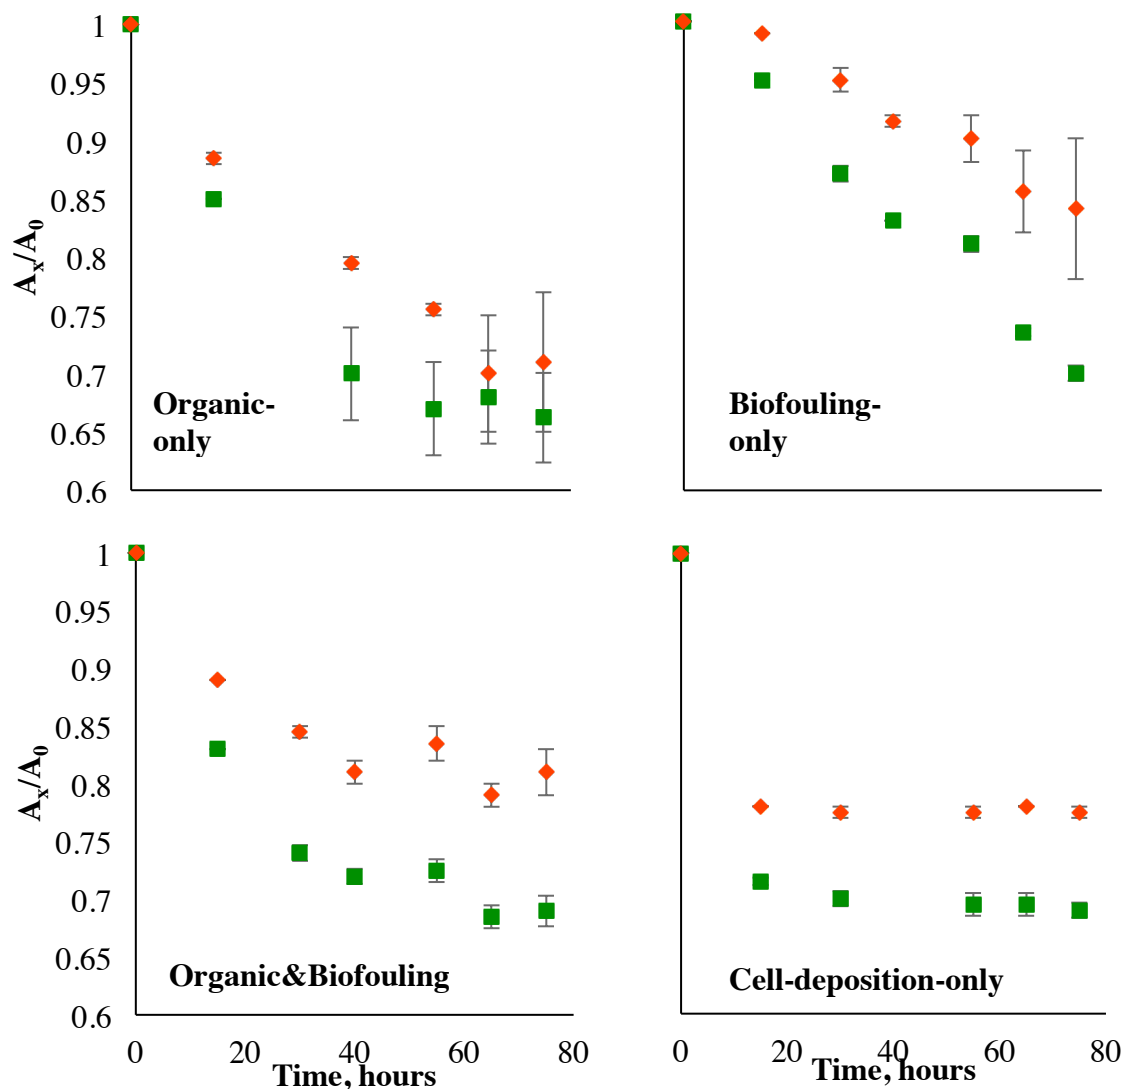 1
0.95
0.9
0.85
0.8
0.75
0.7
0.65
0.6
Aₓ/A₀
Organic-
only
Biofouling-
only
1
0.95
0.9
0.85
0.8
0.75
0.7
0.65
0.6
Aₓ/A₀
Organic&Biofouling
Cell-deposition-only
0 20 40 60 80
Time, hours
0 20 40 60 80
Time, hours